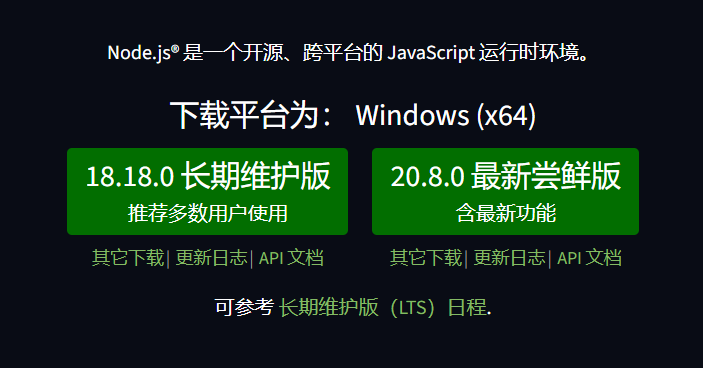 Node.js® 是一个开源、跨平台的 JavaScript 运行时环境。
下载平台为： Windows (x64)
18.18.0 长期维护版
推荐多数用户使用
20.8.0 最新尝鲜版
含最新功能
其它下载| 更新日志| API 文档
其它下载| 更新日志| API 文档
可参考 长期维护版（LTS）日程.